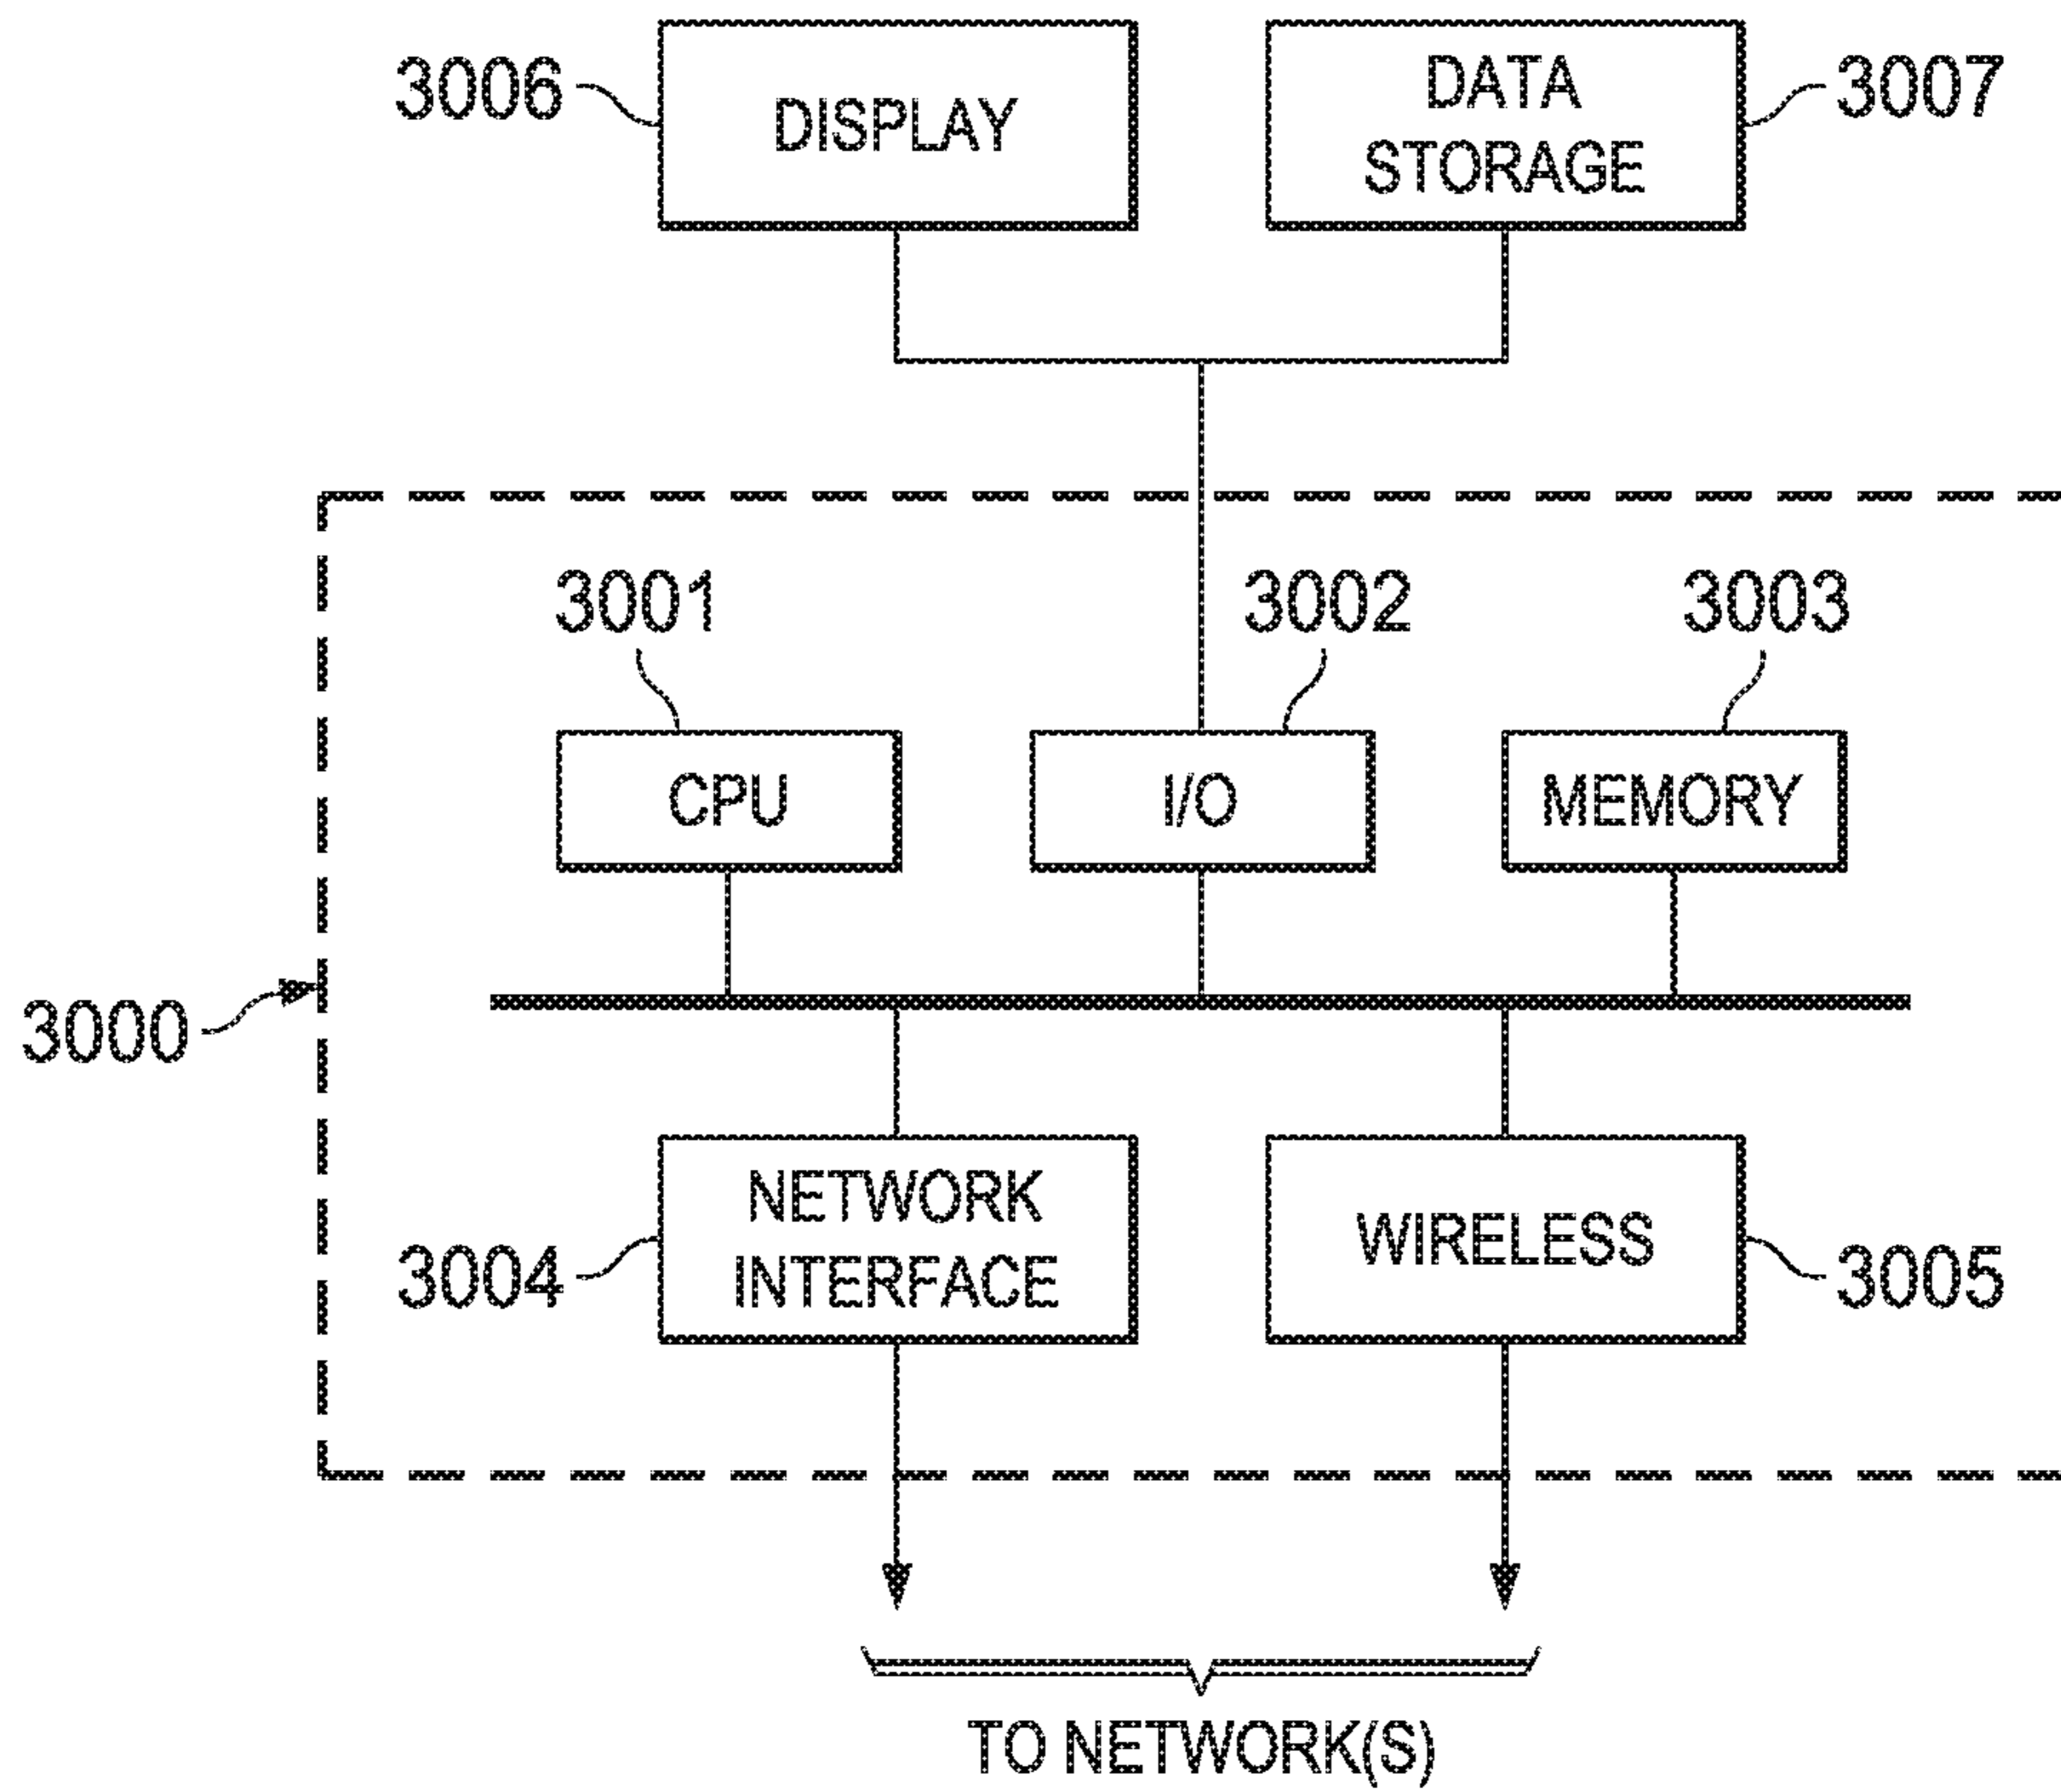 3006
DISPLAY
DATA
STORAGE
3007
3001
3002
3003
CPU
I/O
MEMORY
3000
NETWORK
INTERFACE
3004
WIRELESS
3005
TO NETWORK(S)